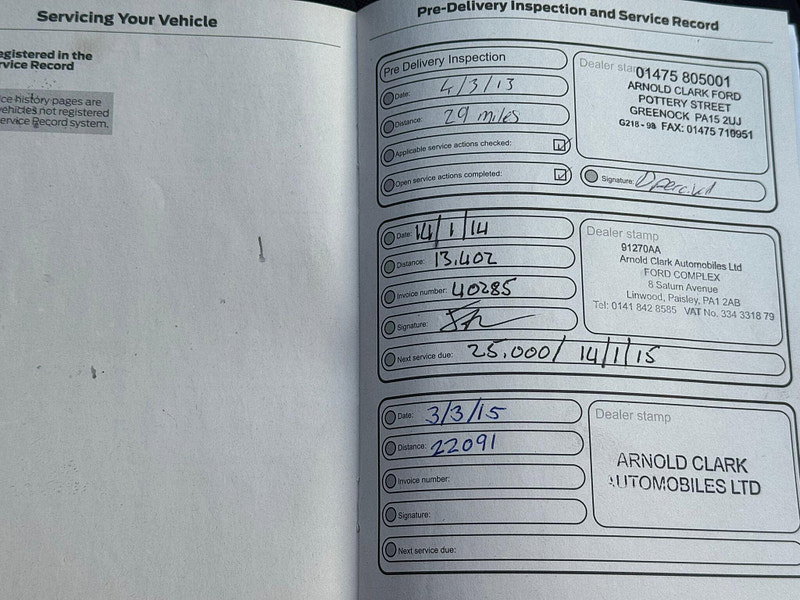 Servicing Your Vehicle
egistered in the
rvice Record
ce history pages are
vehicles not registered
ervice Record system.
Pre-Delivery Inspection and Service Record
Pre Delivery Inspection
Date: 4/3/13
Distance: 29 miles
Applicable service actions checked:
Open service actions completed:
Dealer stam
01475 805001
ARNOLD CLARK FORD
POTTERY STREET
GREENOCK PA15 2UJ
G218 - 98 FAX: 01475 710951
Signature:
Date: 14/1/14
Distance: 13.402
Invoice number: 40285
Signature:
Next service due: 25.000/ 14/1/15
Dealer stamp
91270AA
Arnold Clark Automobiles Ltd
FORD COMPLEX
8 Saturn Avenue
Linwood, Paisley, PA1 2AB
Tel: 0141 842 8585 VAT No. 334 3318 79
Date: 3/3/15
Distance: 22091
Invoice number:
Signature:
Next service due:
Dealer stamp
ARNOLD CLARK
AUTOMOBILES LTD